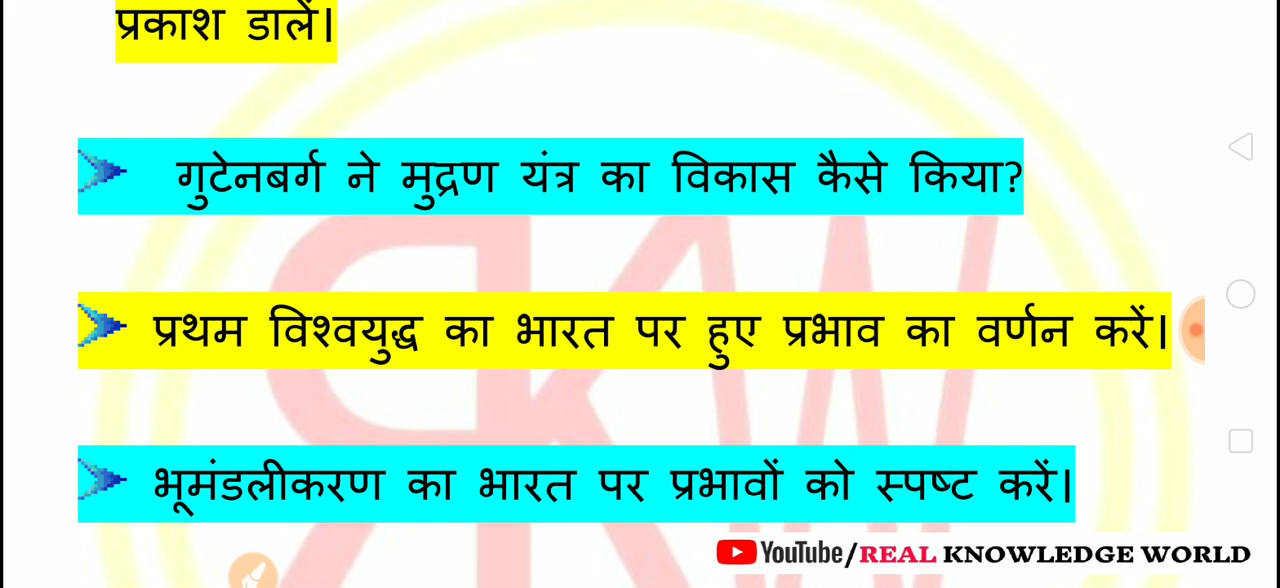 प्रकाश डालें।
गुटेनबर्ग ने मुद्रण यंत्र का विकास कैसे किया?
प्रथम विश्वयुद्ध का भारत पर हुए प्रभाव का वर्णन करें।
भूमंडलीकरण का भारत पर प्रभावों को स्पष्ट करें।
YouTube/REAL KNOWLEDGE WORLD
RKW